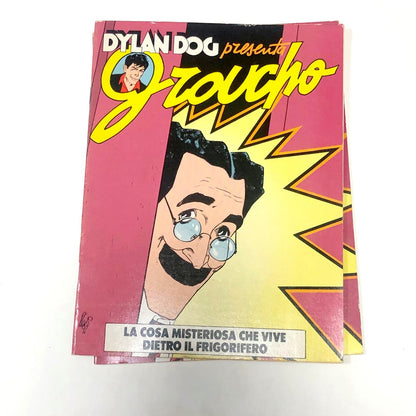 DYLAN DOG presenta
Groucho
LA COSA MISTERIOSA CHE VIVE
DIETRO IL FRIGORIFERO